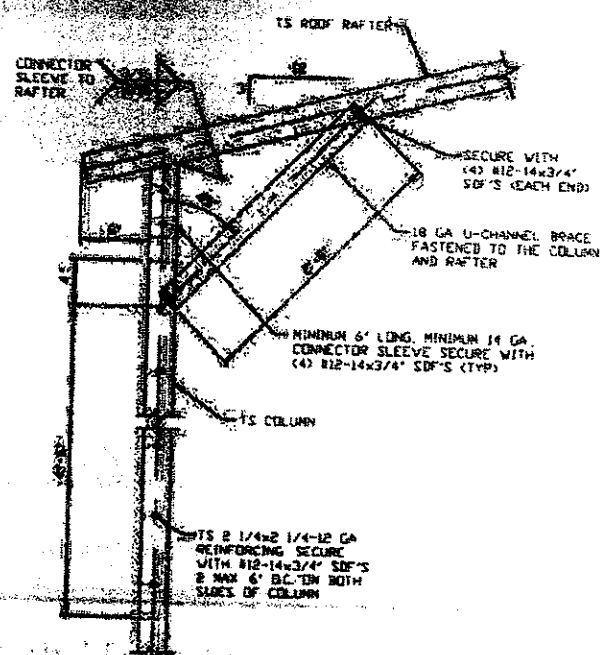 TS ROOF RAFTER
CONNECTOR
SLEEVE TO
RAFTER
SECURE WITH
(4) #12-14x3/4" SDF'S (EACH END)
18 GA U-CHANNEL BRACE
FASTENED TO THE COLUMN
AND RAFTER
MINIMUN 6" LONG, MINIMUN 14 GA
CONNECTOR SLEEVE SECURE WITH
(4) #12-14x3/4" SDF'S (TYP)
TS COLUMN
TS 2 1/4x2 1/4-12 GA
REINFORCING SECURE
WITH #12-14x3/4" SDF'S
@ MAX 6" O.C. ON BOTH
SIDES OF COLUMN